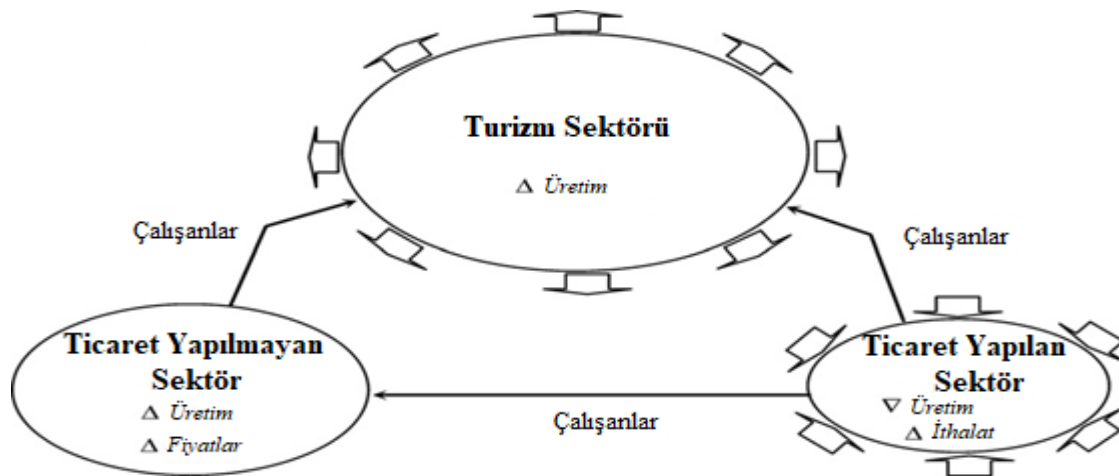 Turizm Sektörü
△ Üretim
Çalışanlar
Çalışanlar
Ticaret Yapılmayan
Sektör
△ Üretim
△ Fiyatlar
Çalışanlar
Ticaret Yapılan
Sektör
▽ Üretim
△ İthalat